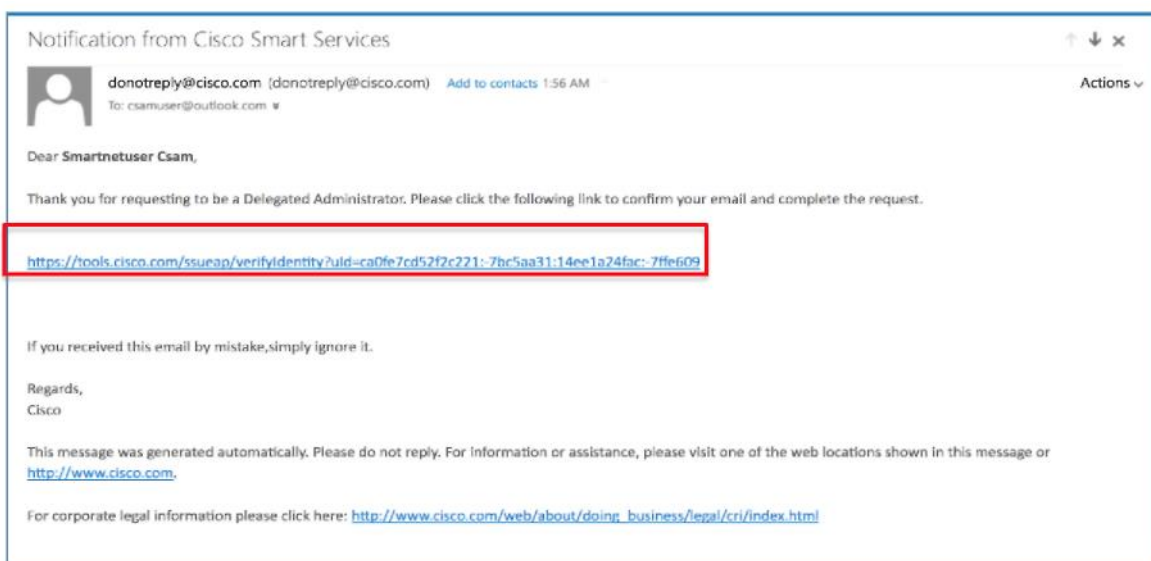 Notification from Cisco Smart Services
donotreply@cisco.com (donotreply@cisco.com) Add to contacts 1:56 AM
Actions
To: csamuser@outlook.com
Dear Smartnetuser Csam,
Thank you for requesting to be a Delegated Administrator. Please click the following link to confirm your email and complete the request.
https://tools.cisco.com/ssueap/verifyIdentity?uId=ca0fe7cd52f2c221:-7bc5aa31:14ee1a24fac:-7ffe609
If you received this email by mistake,simply ignore it.
Regards,
Cisco
This message was generated automatically. Please do not reply. For information or assistance, please visit one of the web locations shown in this message or
http://www.cisco.com.
For corporate legal information please click here: http://www.cisco.com/web/about/doing_business/legal/cri/index.html